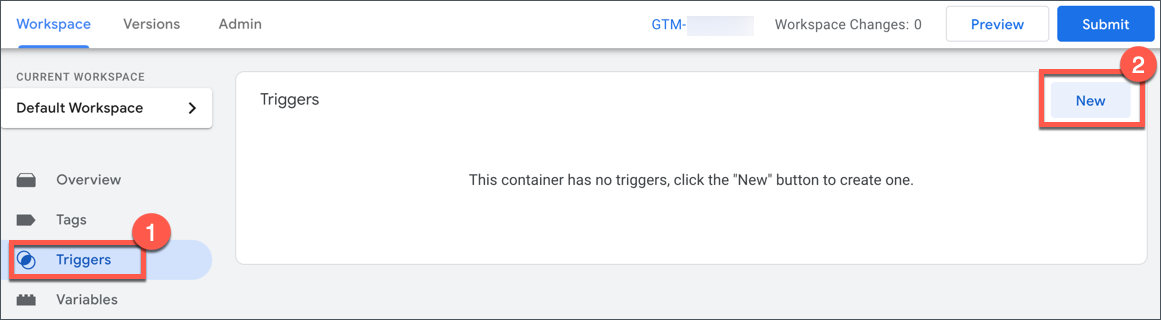 Workspace Versions Admin GTM- Workspace Changes: 0 Preview Submit
CURRENT WORKSPACE
Default Workspace
Triggers New 2
This container has no triggers, click the "New" button to create one.
Overview
Tags
1
Triggers
Variables